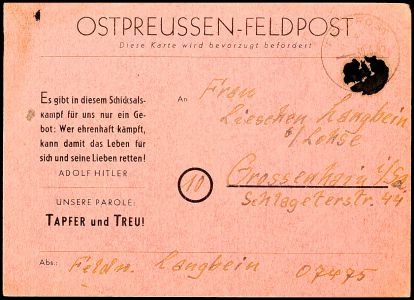 OSTPREUSSEN-FELDPOST
Diese Karte wird bevorzugt befördert
Es gibt in diesem Schicksals-
kampf für uns nur ein Ge-
bot: Wer ehrenhaft kämpft,
kann damit das Leben für
sich und seine Lieben retten!
ADOLF HITLER
UNSERE PAROLE:
TAPFER und TREU!
An
Frau
Lieschen Langbein
b/Lohse
10
Grossenhain i/Sa.
Schlageterstr. 44
Abs.: Feldw. Langbein 07475